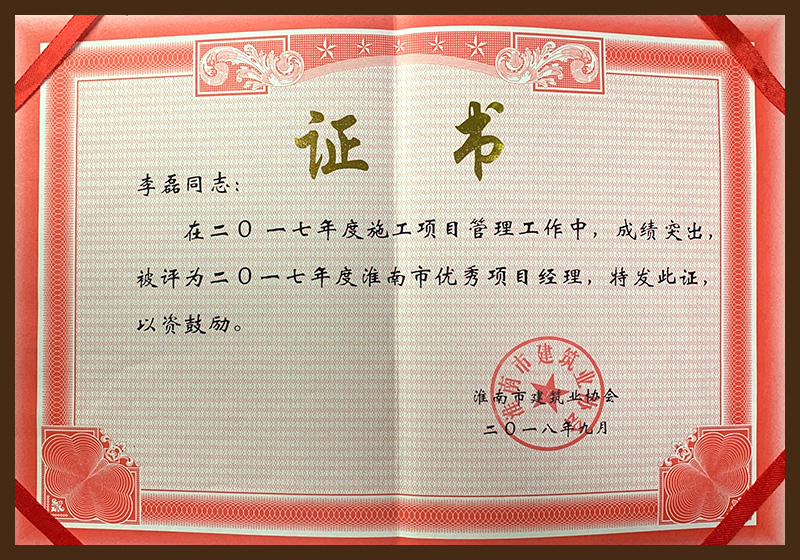 证书
李磊同志：
在二〇一七年度施工项目管理工作中，成绩突出，
被评为二〇一七年度淮南市优秀项目经理，特发此证，
以资鼓励。
淮南市建筑业协会
淮南市建筑业协会
二〇一八年九月